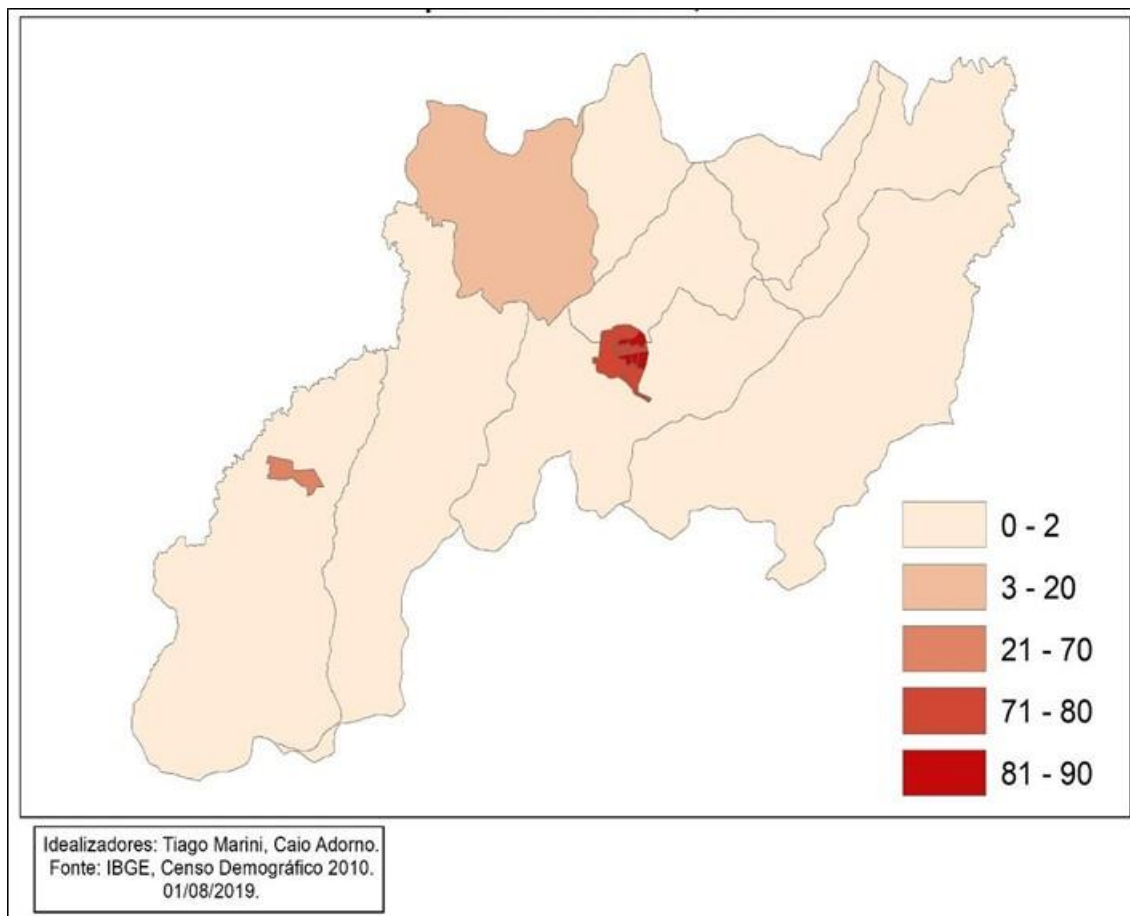 0 - 2
3 - 20
21 - 70
71 - 80
81 - 90
Idealizadores: Tiago Marini, Caio Adorno.
Fonte: IBGE, Censo Demográfico 2010.
01/08/2019.